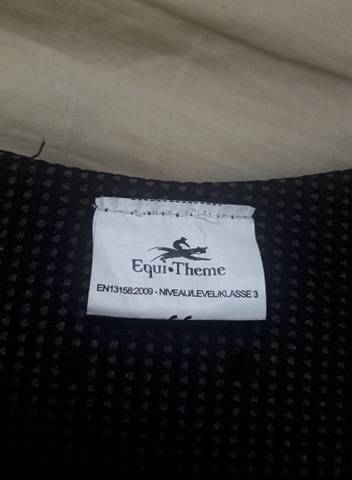 Equi•Theme
EN13158:2009 - NIVEAU/LEVEL/KLASSE 3